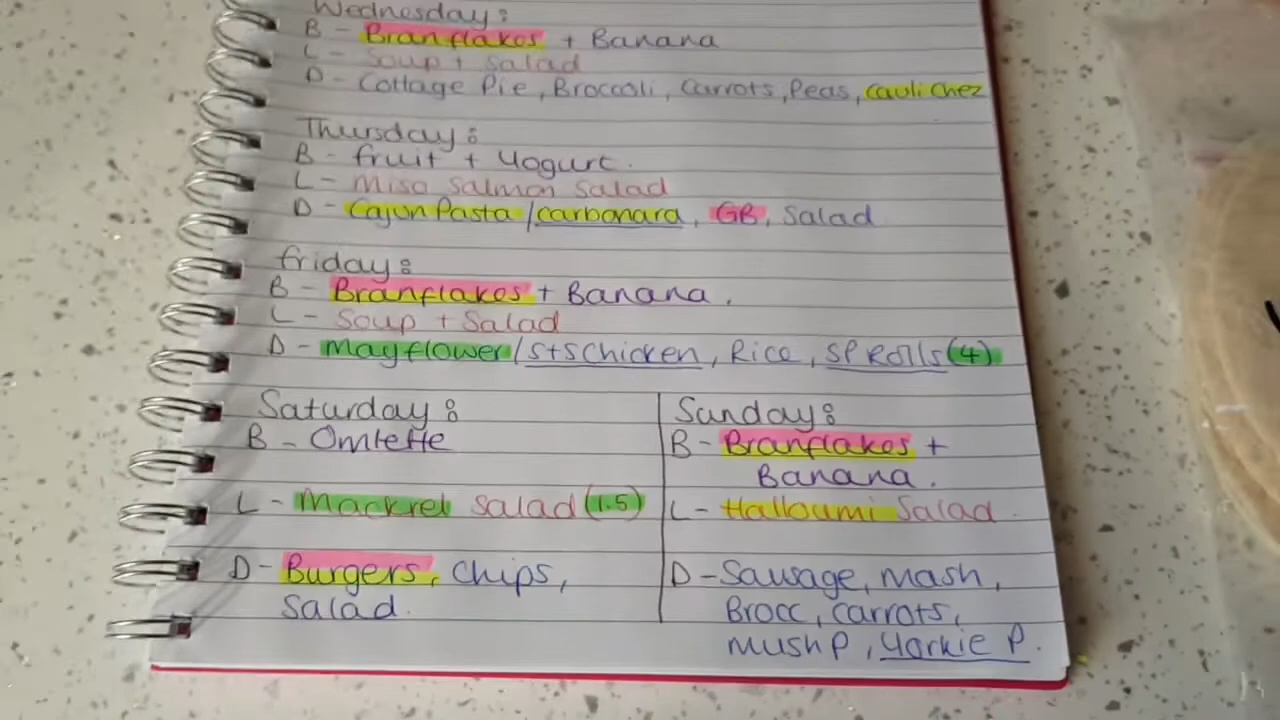 Wednesday:
B - Branflakes + Banana
L - Soup + Salad
D - Cottage Pie, Broccoli, Carrots, Peas, cauli chez
Thursday:
B - fruit + Yogurt.
L - Miso Salmon Salad
D - Cajun Pasta / carbonara, GB, Salad
friday:
B - Branflakes + Banana.
L - Soup + Salad
D - Mayflower / S+S Chicken, Rice, SP Rolls (4)
Saturday:
B - Omlette
L - Mackrel Salad (1.5)
D - Burgers, Chips,
Salad.
Sunday:
B - Branflakes +
Banana.
L - Halloumi Salad.
D - Sausage, mash,
Brocc, carrots,
mush P, Yorkie P.